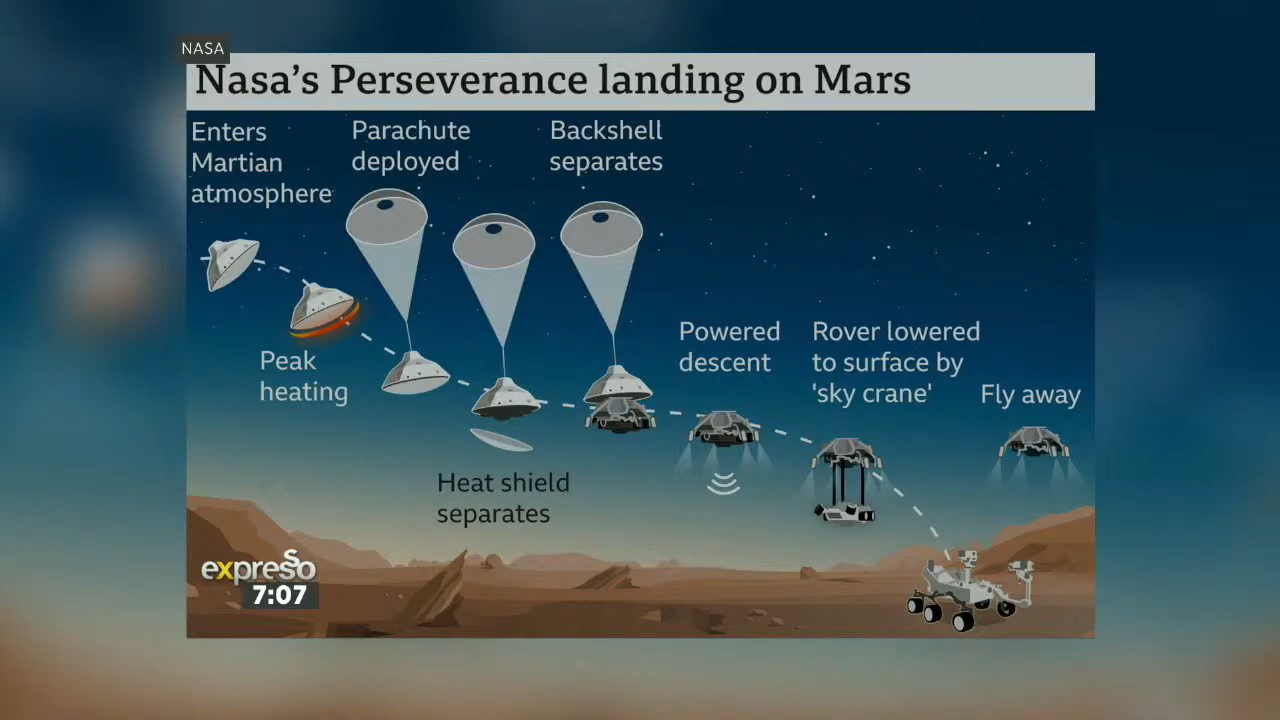 NASA
Nasa's Perseverance landing on Mars
Enters
Martian
atmosphere
Parachute
deployed
Backshell
separates
Peak
heating
Heat shield
separates
Powered
descent
Rover lowered
to surface by
'sky crane'
Fly away
expresso
7:07